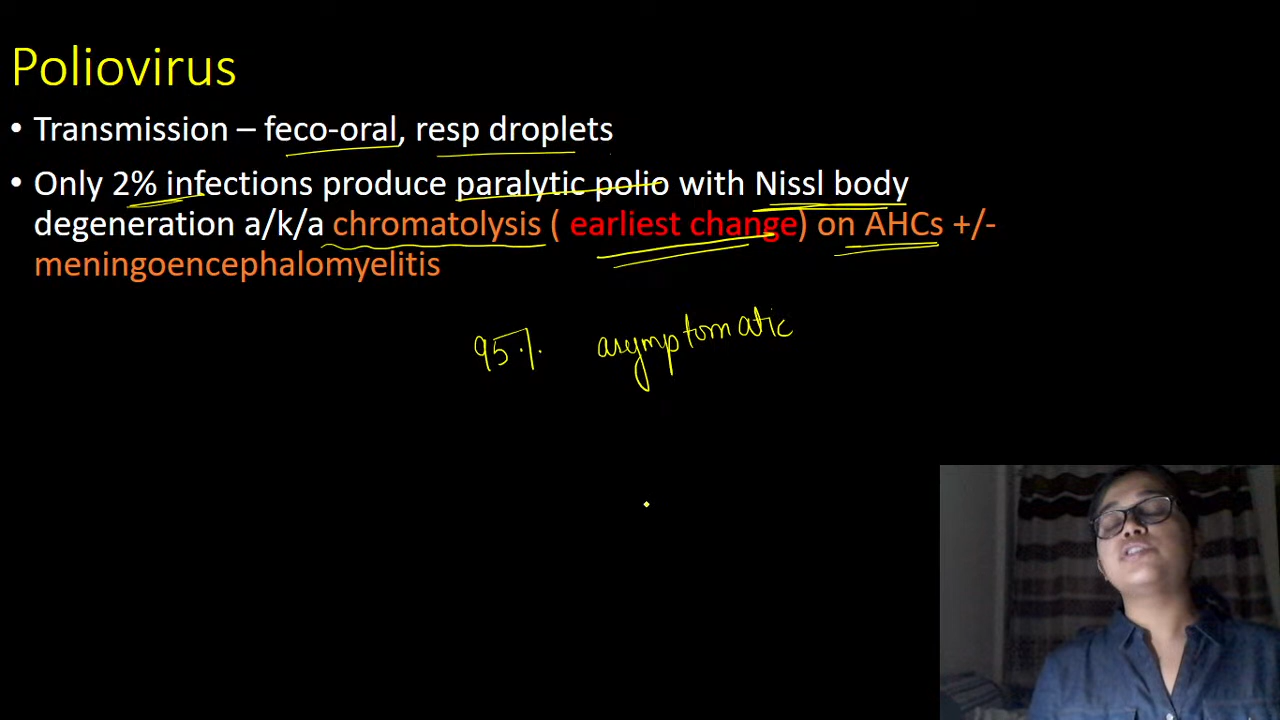 Poliovirus
• Transmission – feco-oral, resp droplets
• Only 2% infections produce paralytic polio with Nissl body
degeneration a/k/a chromatolysis ( earliest change) on AHCs +/-
meningoencephalomyelitis
95% asymptomatic